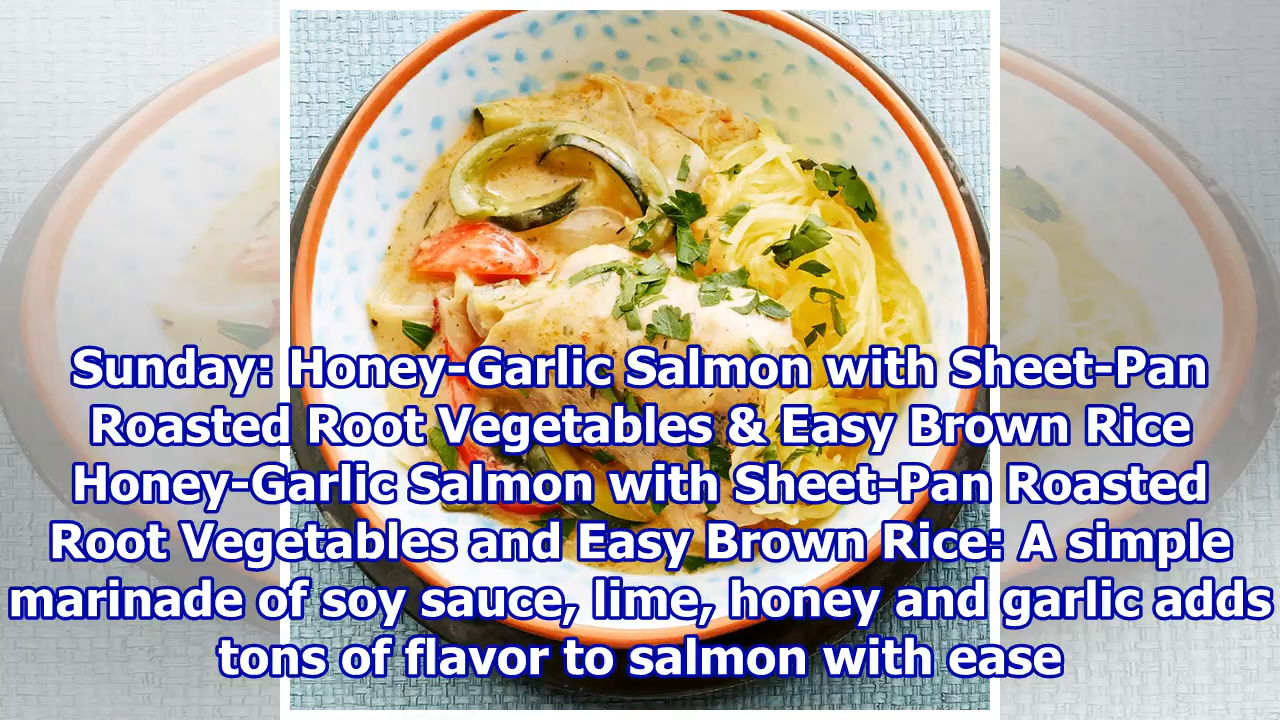 Sunday: Honey-Garlic Salmon with Sheet-Pan
Roasted Root Vegetables & Easy Brown Rice
Honey-Garlic Salmon with Sheet-Pan Roasted
Root Vegetables and Easy Brown Rice: A simple
marinade of soy sauce, lime, honey and garlic adds
tons of flavor to salmon with ease